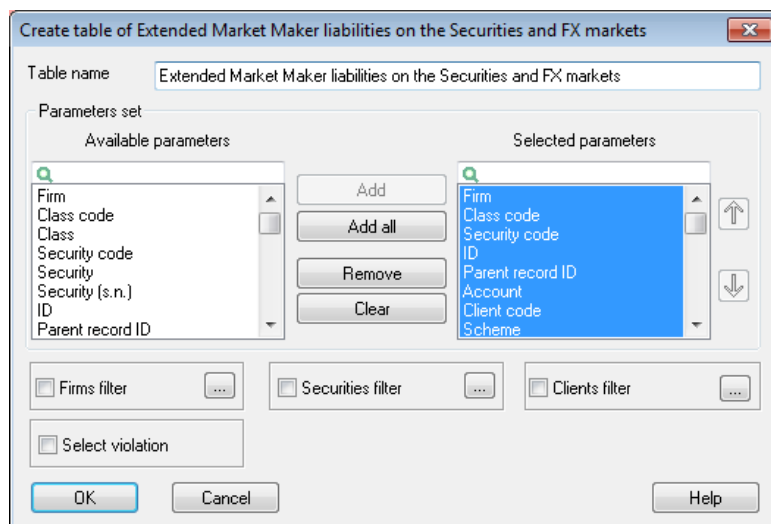 Create table of Extended Market Maker liabilities on the Securities and FX markets
Table name Extended Market Maker liabilities on the Securities and FX markets
Parameters set
Available parameters Selected parameters
Firm Add Firm
Class code Class code
Class Add all Security code
Security code ID
Security Remove Parent record ID
Security (s.n.) Account
ID Clear Client code
Parent record ID Scheme
Firms filter ... Securities filter ... Clients filter ...
Select violation
OK Cancel Help